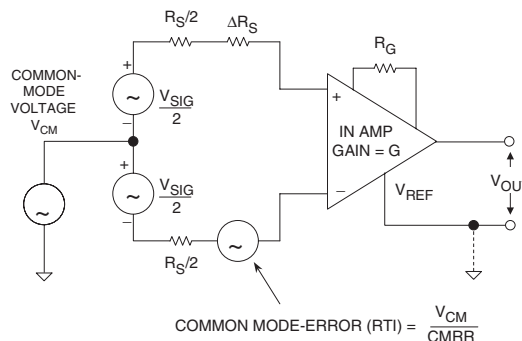 R_S/2
ΔR_S
R_G
COMMON-
MODE
VOLTAGE
V_CM
+
~
V_SIG
2
−
+
IN AMP
GAIN = G
−
V_REF
V_OU
+
~
V_SIG
2
−
~
R_S/2
~
COMMON MODE-ERROR (RTI) = V_CM
CMRR